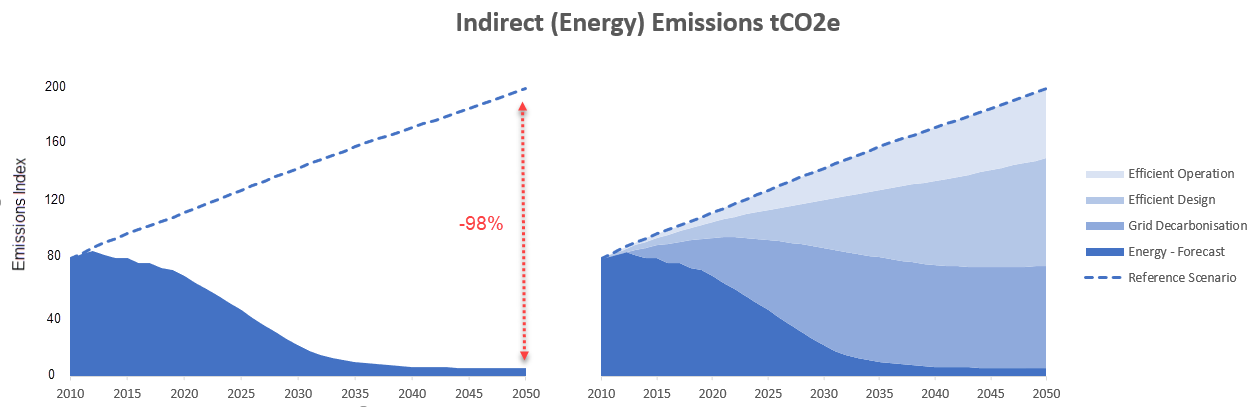 Indirect (Energy) Emissions tCO2e
Emissions Index
200
160
120
80
40
0
-98%
2010 2015 2020 2025 2030 2035 2040 2045 2050
2010 2015 2020 2025 2030 2035 2040 2045 2050
Efficient Operation
Efficient Design
Grid Decarbonisation
Energy - Forecast
Reference Scenario